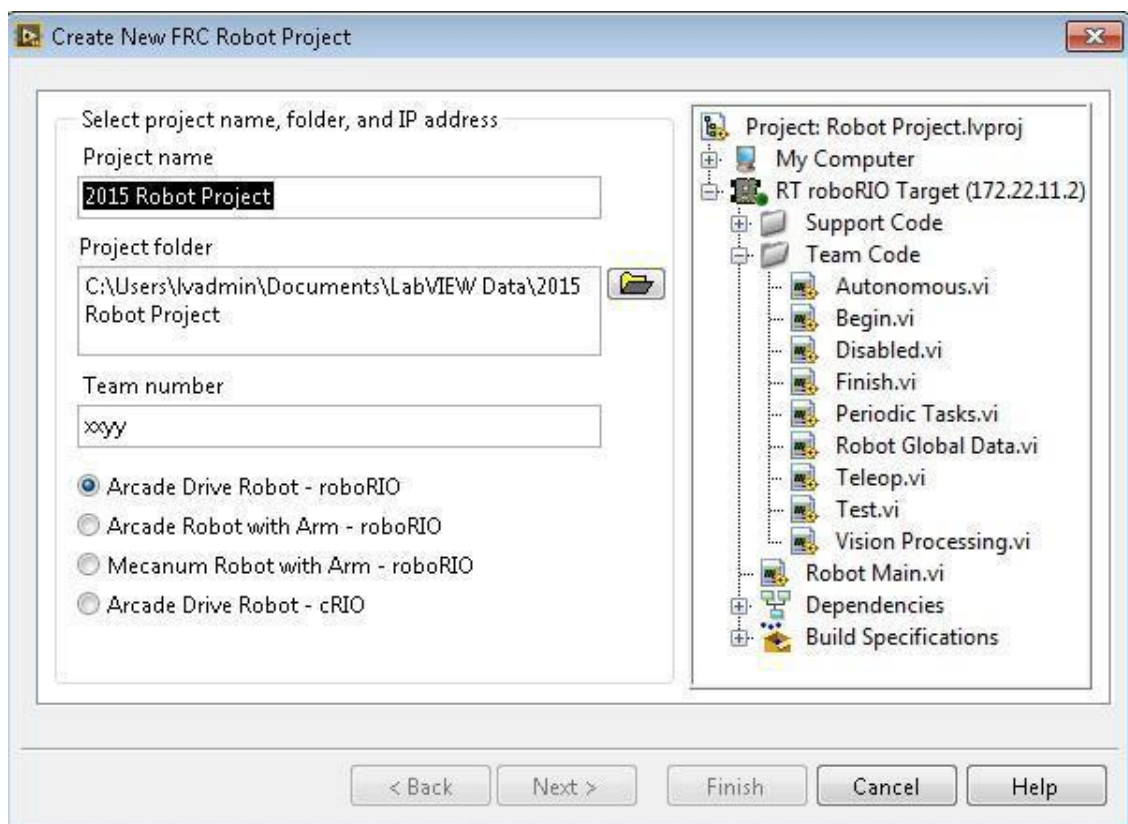 Create New FRC Robot Project
Select project name, folder, and IP address
Project name
2015 Robot Project
Project folder
C:\Users\lvadmin\Documents\LabVIEW Data\2015
Robot Project
Team number
xxyy
Arcade Drive Robot - roboRIO
Arcade Robot with Arm - roboRIO
Mecanum Robot with Arm - roboRIO
Arcade Drive Robot - cRIO
Project: Robot Project.lvproj
My Computer
RT roboRIO Target (172.22.11.2)
Support Code
Team Code
Autonomous.vi
Begin.vi
Disabled.vi
Finish.vi
Periodic Tasks.vi
Robot Global Data.vi
Teleop.vi
Test.vi
Vision Processing.vi
Robot Main.vi
Dependencies
Build Specifications
< Back
Next >
Finish
Cancel
Help